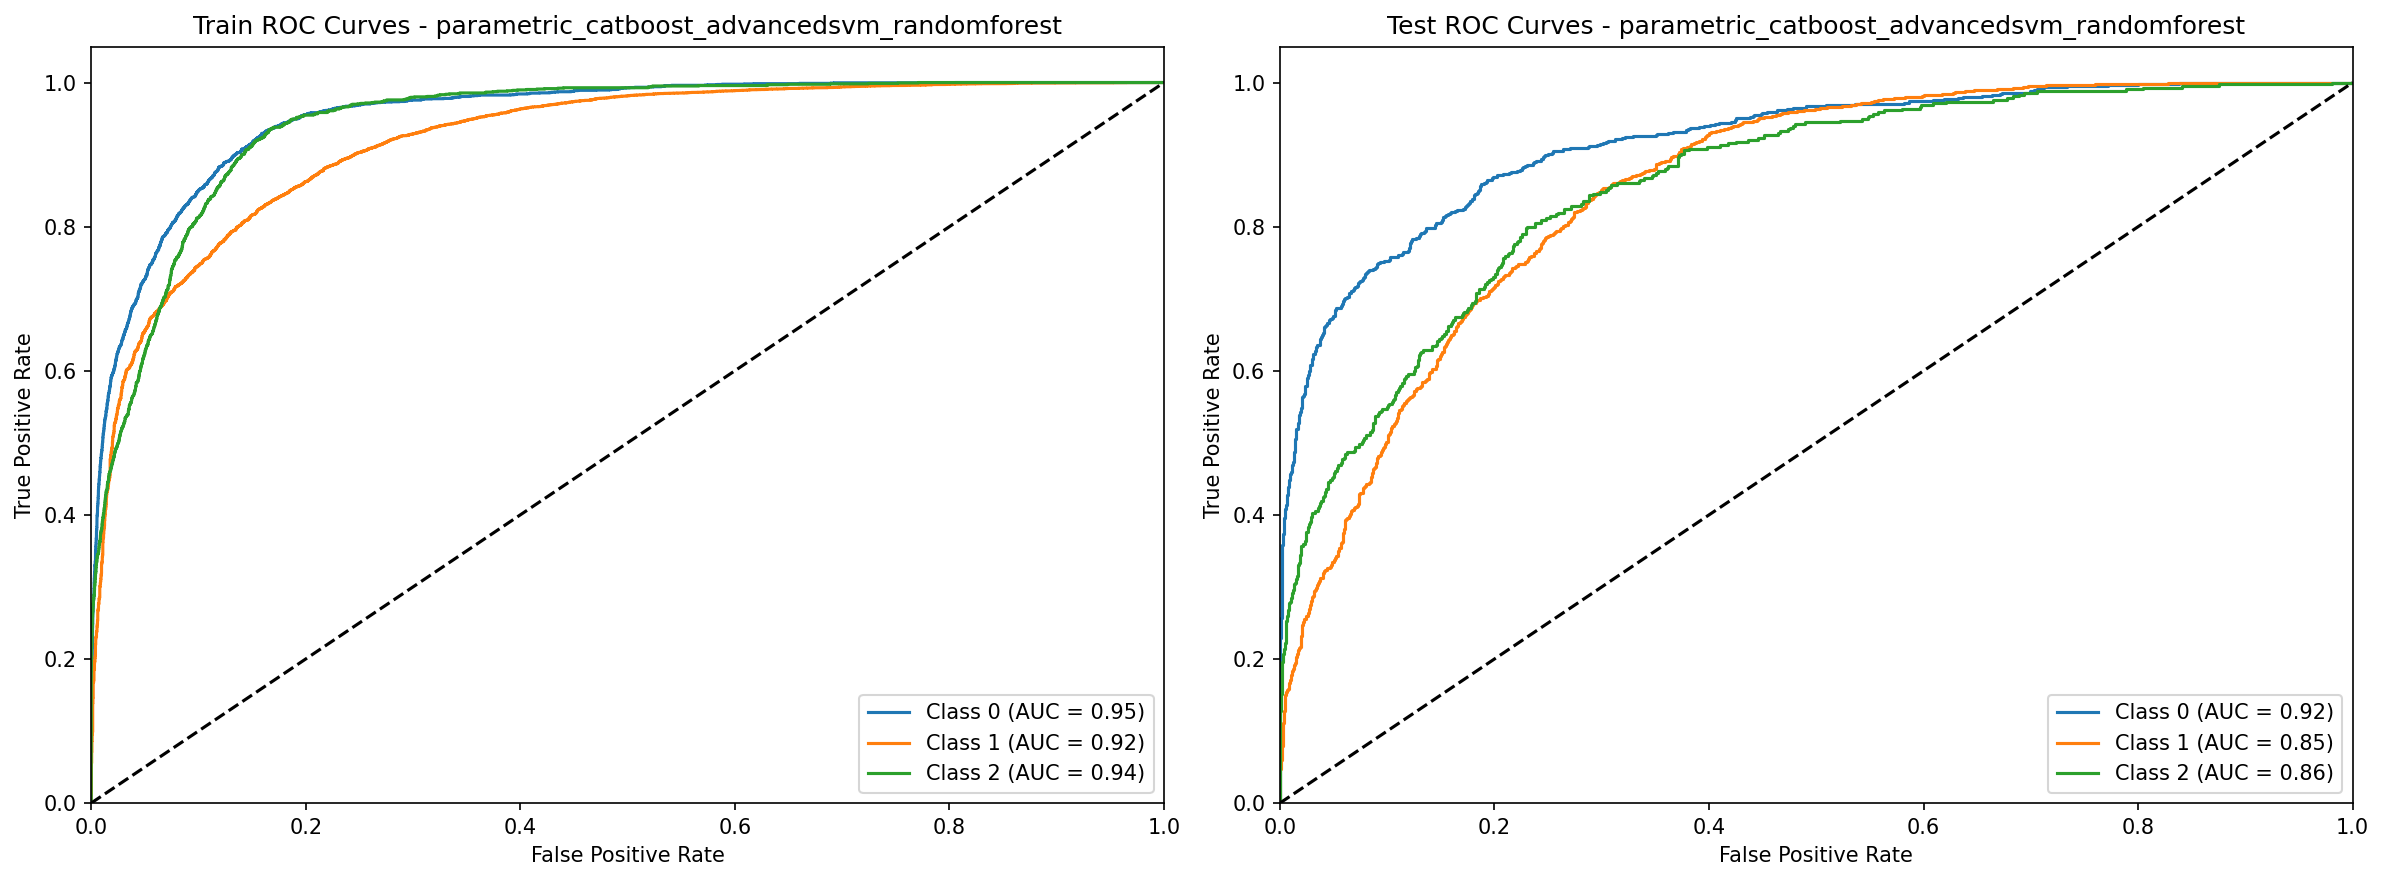 Train ROC Curves - parametric_catboost_advancedsvm_randomforest
1.0
0.8
0.6
0.4
0.2
0.0
True Positive Rate
0.0 0.2 0.4 0.6 0.8 1.0
False Positive Rate
Class 0 (AUC = 0.95)
Class 1 (AUC = 0.92)
Class 2 (AUC = 0.94)
Test ROC Curves - parametric_catboost_advancedsvm_randomforest
1.0
0.8
0.6
0.4
0.2
0.0
True Positive Rate
0.0 0.2 0.4 0.6 0.8 1.0
False Positive Rate
Class 0 (AUC = 0.92)
Class 1 (AUC = 0.85)
Class 2 (AUC = 0.86)